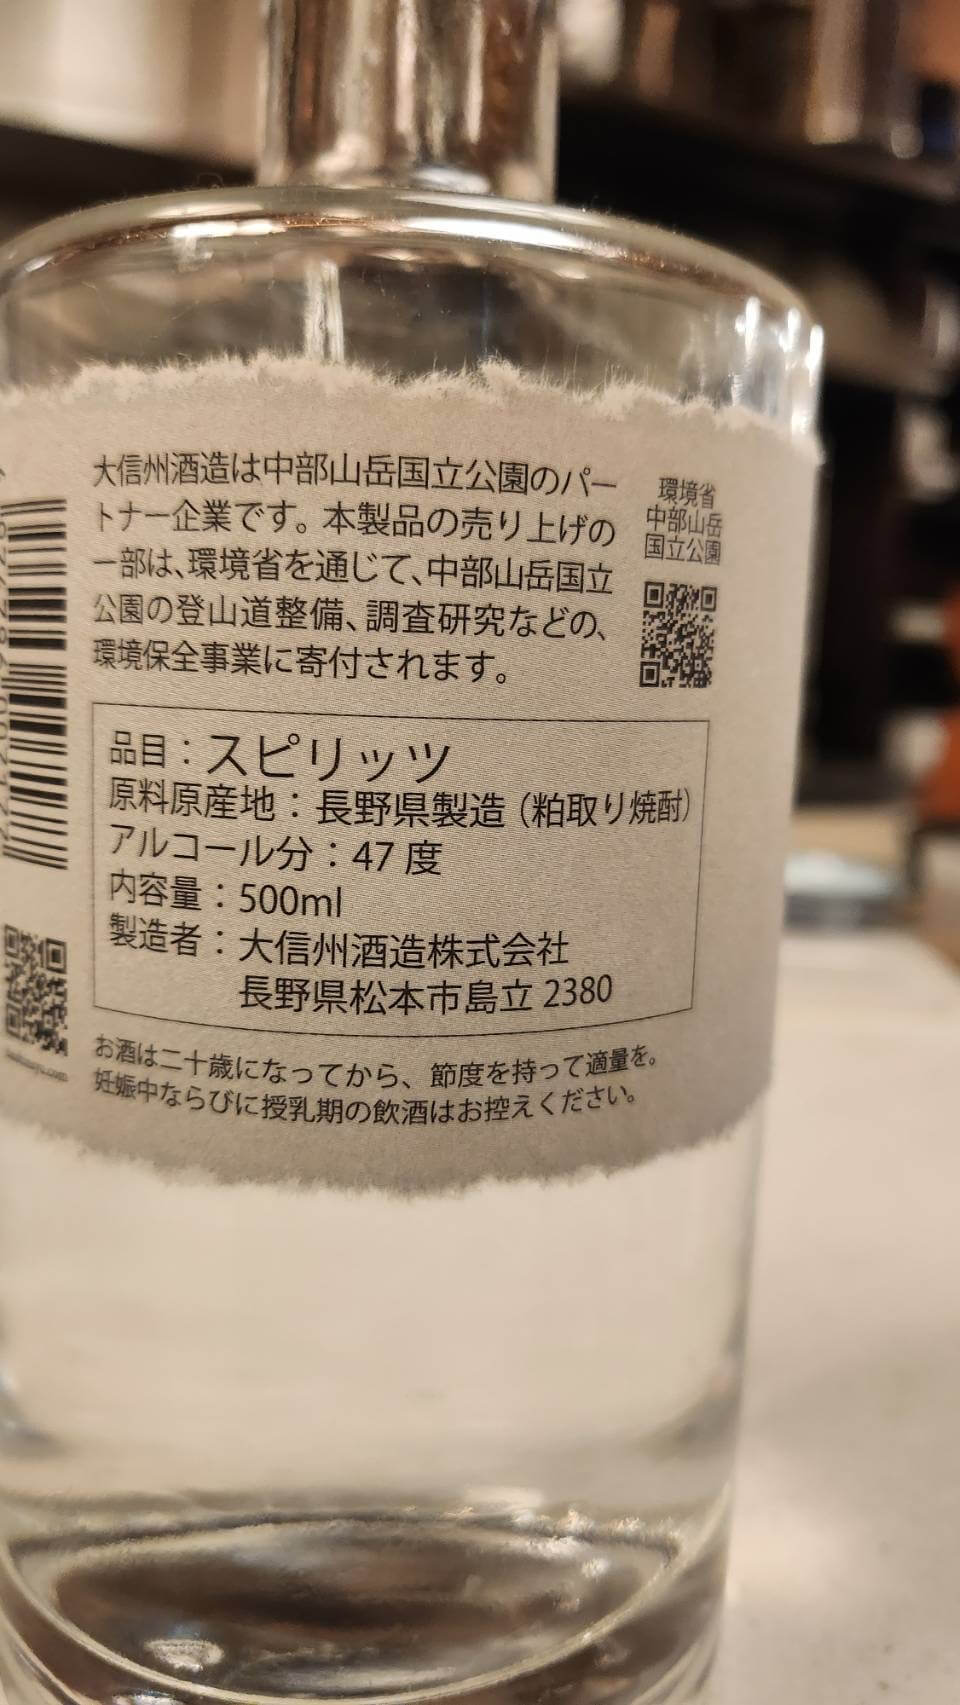 大信州酒造は中部山岳国立公園のパー
トナー企業です。本製品の売り上げの
一部は、環境省を通じて、中部山岳国立
公園の登山道整備、調査研究などの、
環境保全事業に寄付されます。
環境省
中部山岳
国立公園
品目：スピリッツ
原料原産地：長野県製造（粕取り焼酎）
アルコール分：47 度
内容量：500ml
製造者：大信州酒造株式会社
長野県松本市島立 2380
お酒は二十歳になってから、節度を持って適量を。
妊娠中ならびに授乳期の飲酒はお控えください。